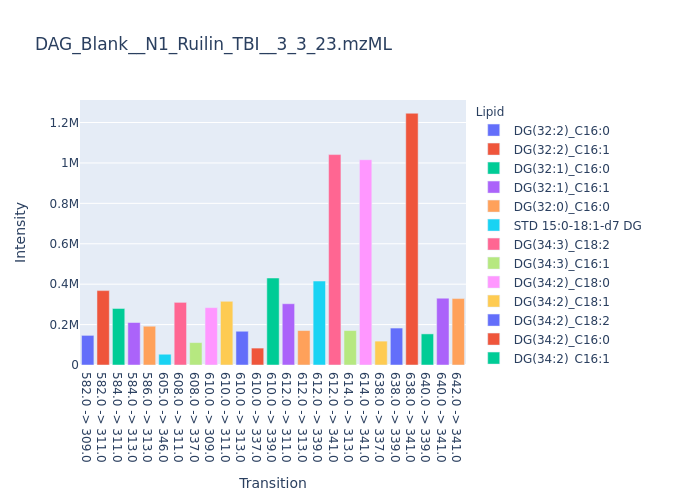 DAG_Blank__N1_Ruilin_TBI__3_3_23.mzML
Intensity
1.2M
1M
0.8M
0.6M
0.4M
0.2M
0
582.0 -> 309.0
582.0 -> 311.0
584.0 -> 311.0
584.0 -> 313.0
586.0 -> 313.0
605.0 -> 346.0
608.0 -> 311.0
608.0 -> 337.0
610.0 -> 309.0
610.0 -> 311.0
610.0 -> 313.0
610.0 -> 337.0
610.0 -> 339.0
612.0 -> 311.0
612.0 -> 313.0
612.0 -> 339.0
612.0 -> 341.0
614.0 -> 313.0
614.0 -> 341.0
638.0 -> 337.0
638.0 -> 339.0
638.0 -> 341.0
640.0 -> 339.0
640.0 -> 341.0
642.0 -> 341.0
Transition
Lipid
DG(32:2)_C16:0
DG(32:2)_C16:1
DG(32:1)_C16:0
DG(32:1)_C16:1
DG(32:0)_C16:0
STD 15:0-18:1-d7 DG
DG(34:3)_C18:2
DG(34:3)_C16:1
DG(34:2)_C18:0
DG(34:2)_C18:1
DG(34:2)_C18:2
DG(34:2)_C16:0
DG(34:2)_C16:1